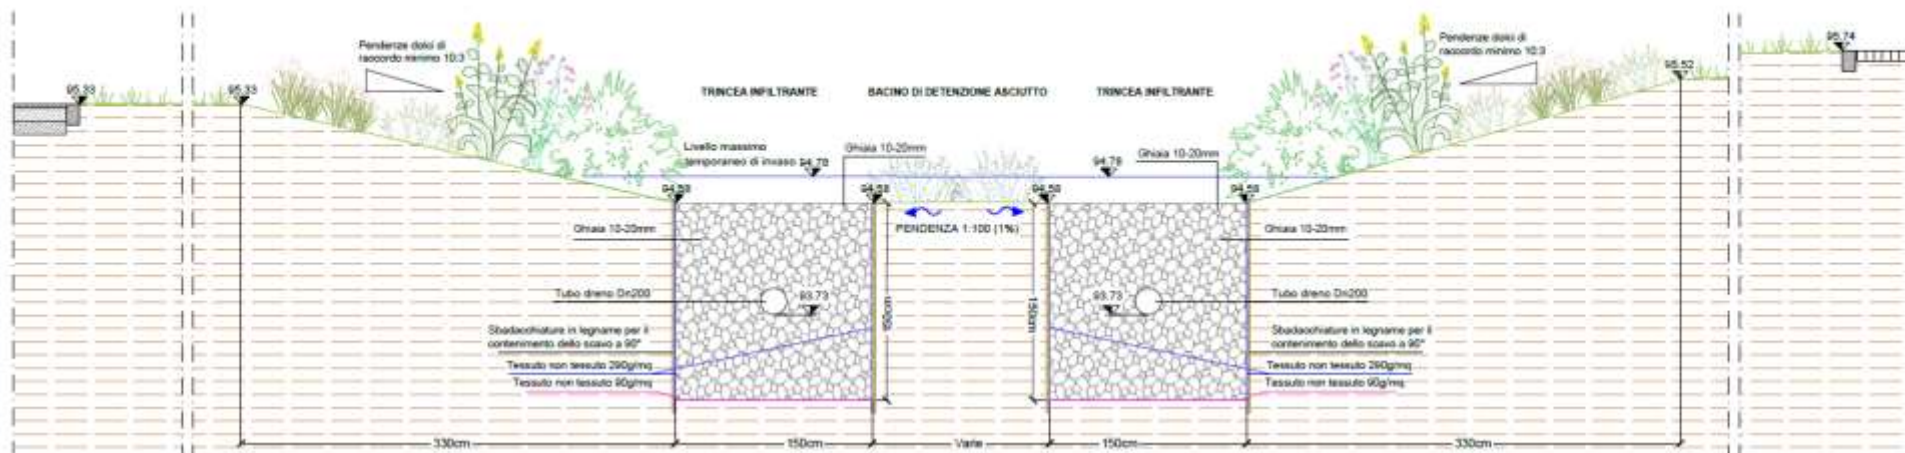 Pendenze dolci di
raccordo minimo 10:3
Pendenze dolci di
raccordo minimo 10:3
95.74
95.52
95.33
95.33
TRINCEA INFILTRANTE
BACINO DI DETENZIONE ASCIUTTO
TRINCEA INFILTRANTE
Livello massimo
temporaneo di invaso
94.78
Ghiaia 10-20mm
94.78
Ghiaia 10-20mm
94.58
94.58
94.58
94.58
Ghiaia 10-20mm
PENDENZA 1:100 (1%)
Ghiaia 10-20mm
Tubo dreno Dn200
93.73
150cm
150cm
93.73
Tubo dreno Dn200
Sbadacchiature in legname per il
contenimento dello scavo a 90°
Sbadacchiature in legname per il
contenimento dello scavo a 90°
Tessuto non tessuto 290g/mq
Tessuto non tessuto 290g/mq
Tessuto non tessuto 90g/mq
Tessuto non tessuto 90g/mq
330cm
150cm
Varie
150cm
330cm